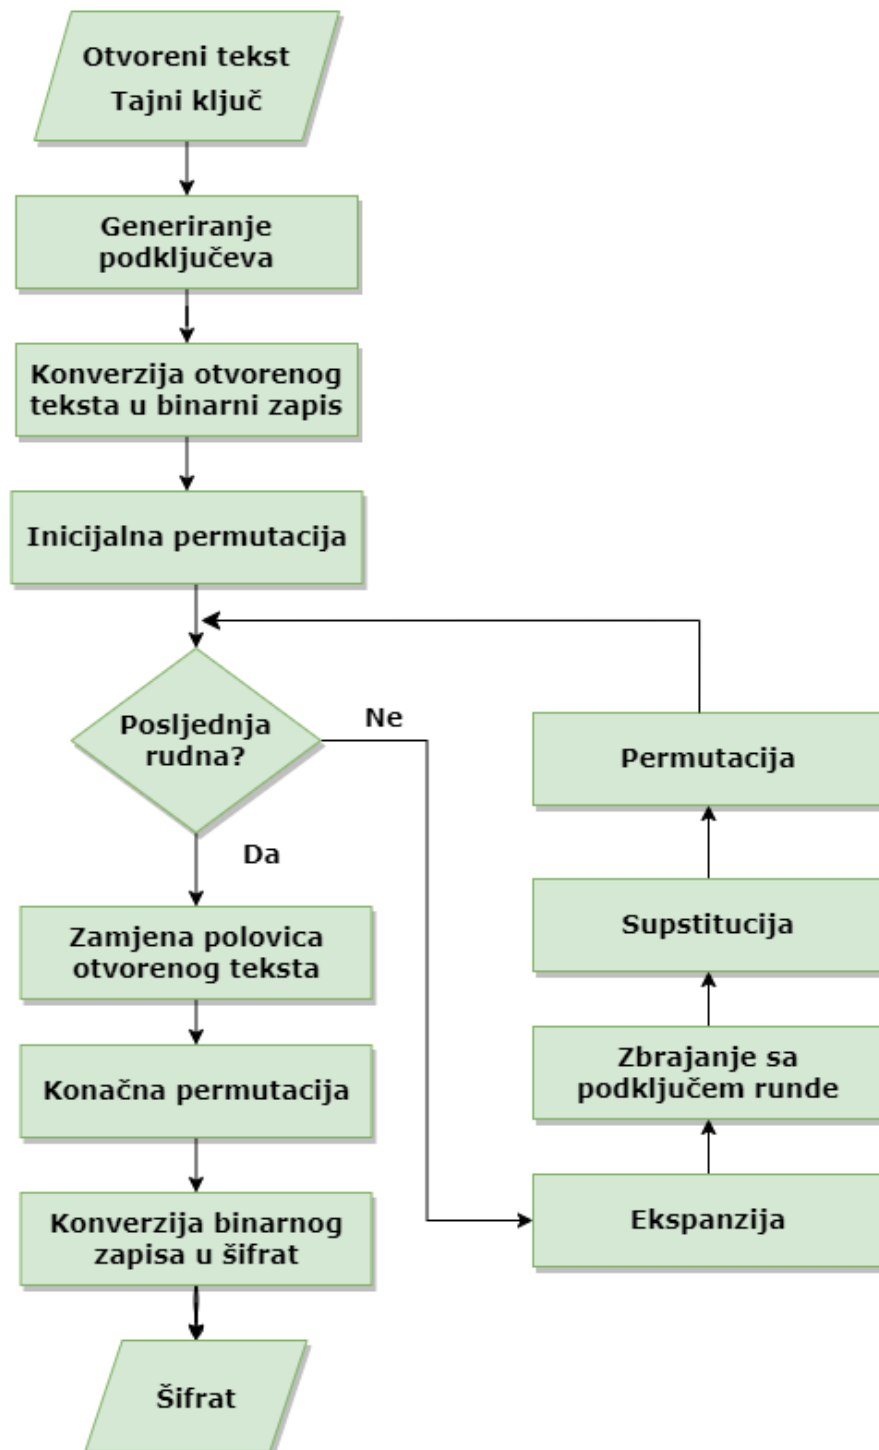 Otvoreni tekst
Tajni ključ
Generiranje
podključeva
Konverzija otvorenog
teksta u binarni zapis
Inicijalna permutacija
Posljednja
rudna?
Ne
Da
Zamjena polovica
otvorenog teksta
Konačna permutacija
Konverzija binarnog
zapisa u šifrat
Šifrat
Permutacija
Supstitucija
Zbrajanje sa
podključem runde
Ekspanzija